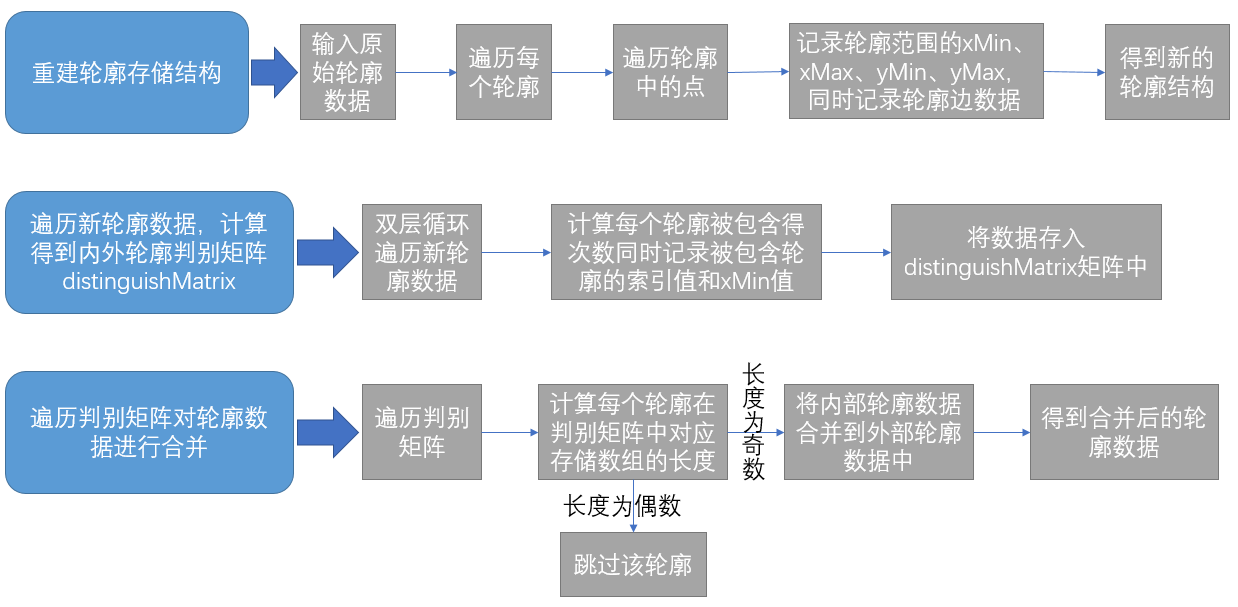 重建轮廓存储结构
输入原
始轮廓
数据
遍历每
个轮廓
遍历轮廓
中的点
记录轮廓范围的xMin、
xMax、yMin、yMax，
同时记录轮廓边数据
得到新的
轮廓结构
遍历新轮廓数据，计算
得到内外轮廓判别矩阵
distinguishMatrix
双层循环
遍历新轮
廓数据
计算每个轮廓被包含得
次数同时记录被包含轮
廓的索引值和xMin值
将数据存入
distinguishMatrix矩阵中
遍历判别矩阵对轮廓数
据进行合并
遍历判别
矩阵
计算每个轮廓在
判别矩阵中对应
存储数组的长度
长度为奇数
将内部轮廓数据
合并到外部轮廓
数据中
得到合并后的轮
廓数据
长度为偶数
跳过该轮廓